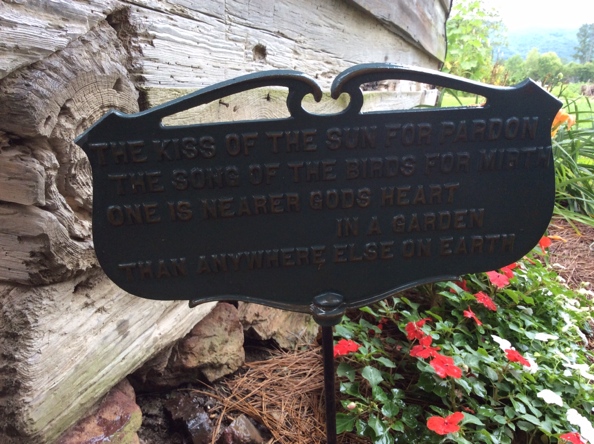 THE KISS OF THE SUN FOR PARDON
THE SONG OF THE BIRDS FOR MIRTH
ONE IS NEARER GODS HEART
IN A GARDEN
THAN ANYWHERE ELSE ON EARTH